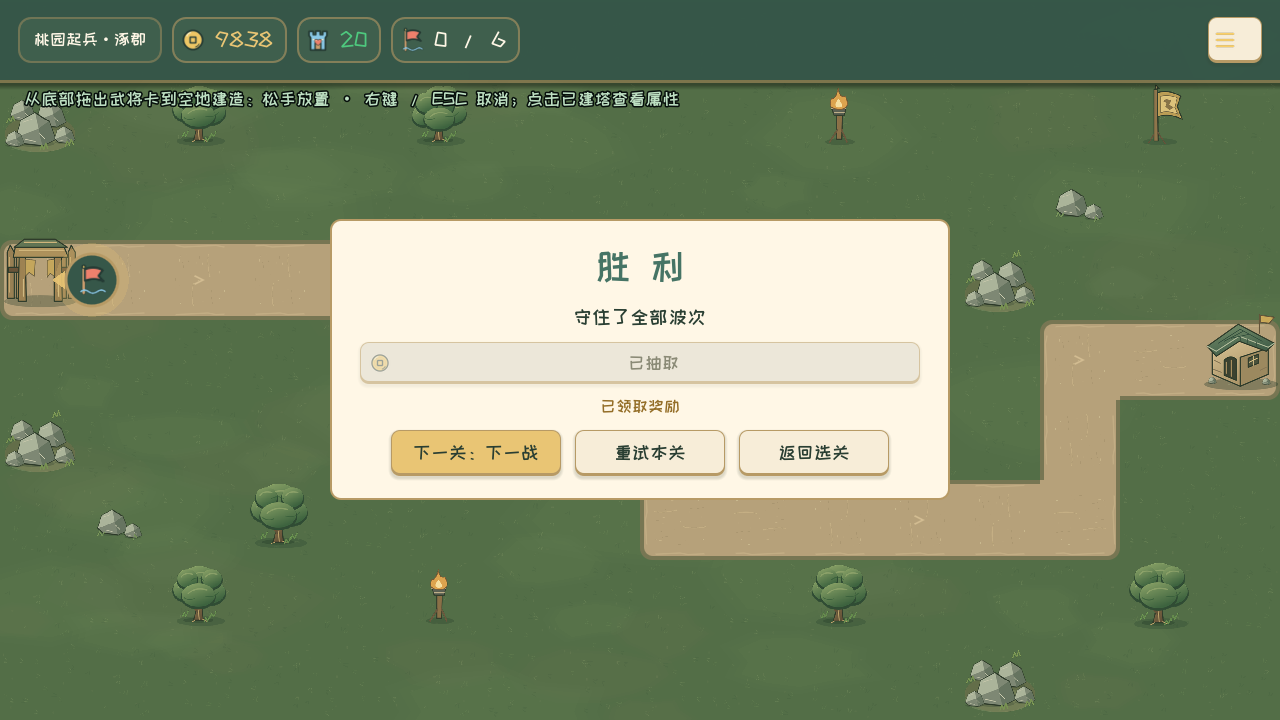 桃园起兵·涿郡
9838
20
0 / 6
从底部拖出武将卡到空地建造；松手放置 · 右键 / ESC 取消；点击已建塔查看属性
胜 利
守住了全部波次
已抽取
已领取奖励
下一关：下一战
重试本关
返回选关